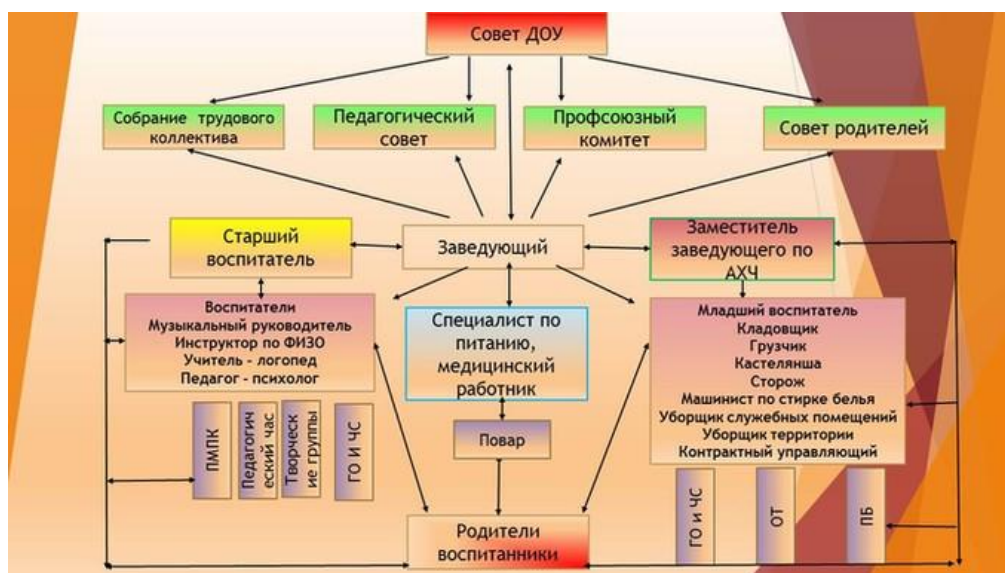 Совет ДОУ
Собрание трудового
коллектива
Педагогический
совет
Профсоюзный
комитет
Совет родителей
Старший
воспитатель
Заведующий
Заместитель
заведующего по
АХЧ
Воспитатели
Музыкальный руководитель
Инструктор по ФИЗО
Учитель - логопед
Педагог - психолог
Специалист по
питанию,
медицинский
работник
Младший воспитатель
Кладовщик
Грузчик
Кастелянша
Сторож
Машинист по стирке белья
Уборщик служебных помещений
Уборщик территории
Контрактный управляющий
ПМПК
Педагогич
еский час
Творческ
ие группы
ГО И ЧС
Повар
ГО и ЧС
ОТ
ПБ
Родители
воспитанники